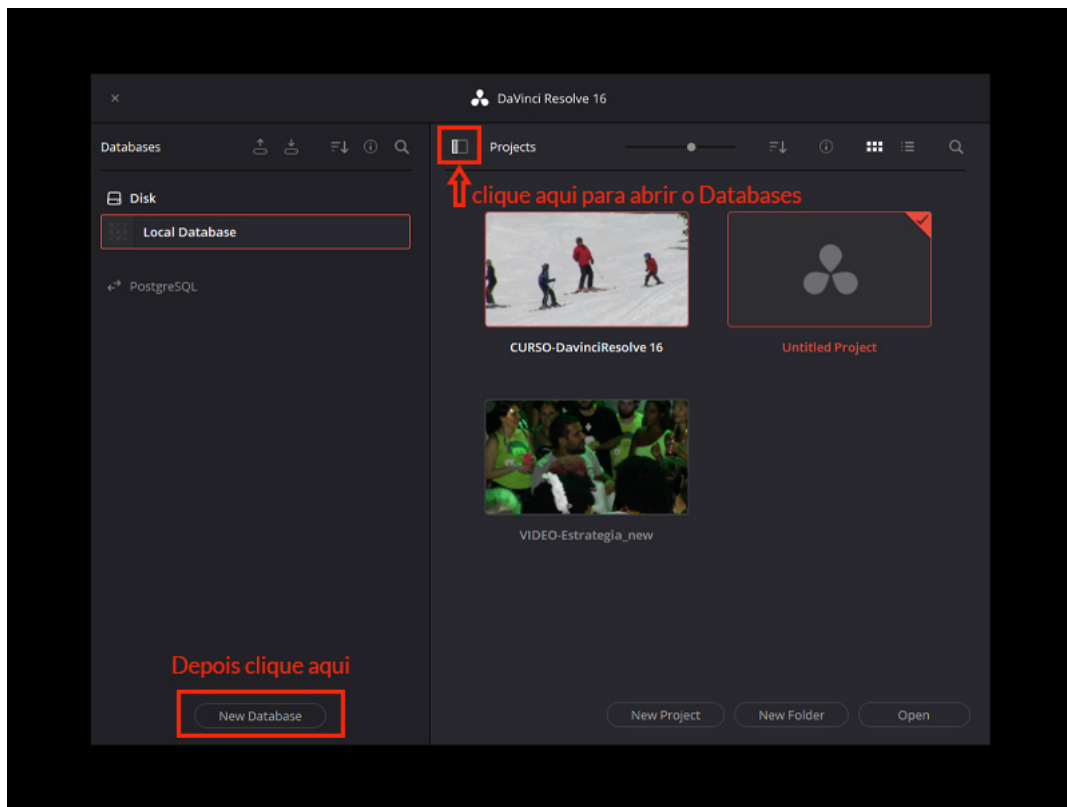 DaVinci Resolve 16
Databases
Projects
clique aqui para abrir o Databases
Disk
Local Database
PostgreSQL
CURSO-DavinciResolve 16
Untitled Project
VIDEO-Estrategia_new
Depois clique aqui
New Database
New Project
New Folder
Open